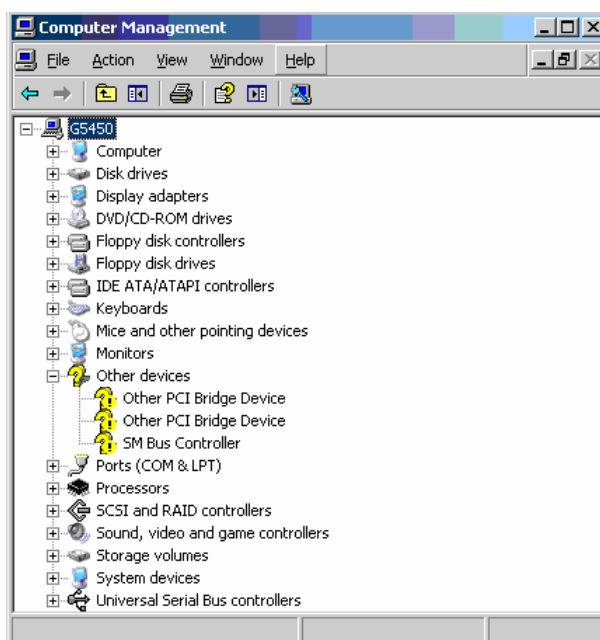 Computer Management
File Action View Window Help
G5450
Computer
Disk drives
Display adapters
DVD/CD-ROM drives
Floppy disk controllers
Floppy disk drives
IDE ATA/ATAPI controllers
Keyboards
Mice and other pointing devices
Monitors
Other devices
Other PCI Bridge Device
Other PCI Bridge Device
SM Bus Controller
Ports (COM & LPT)
Processors
SCSI and RAID controllers
Sound, video and game controllers
Storage volumes
System devices
Universal Serial Bus controllers